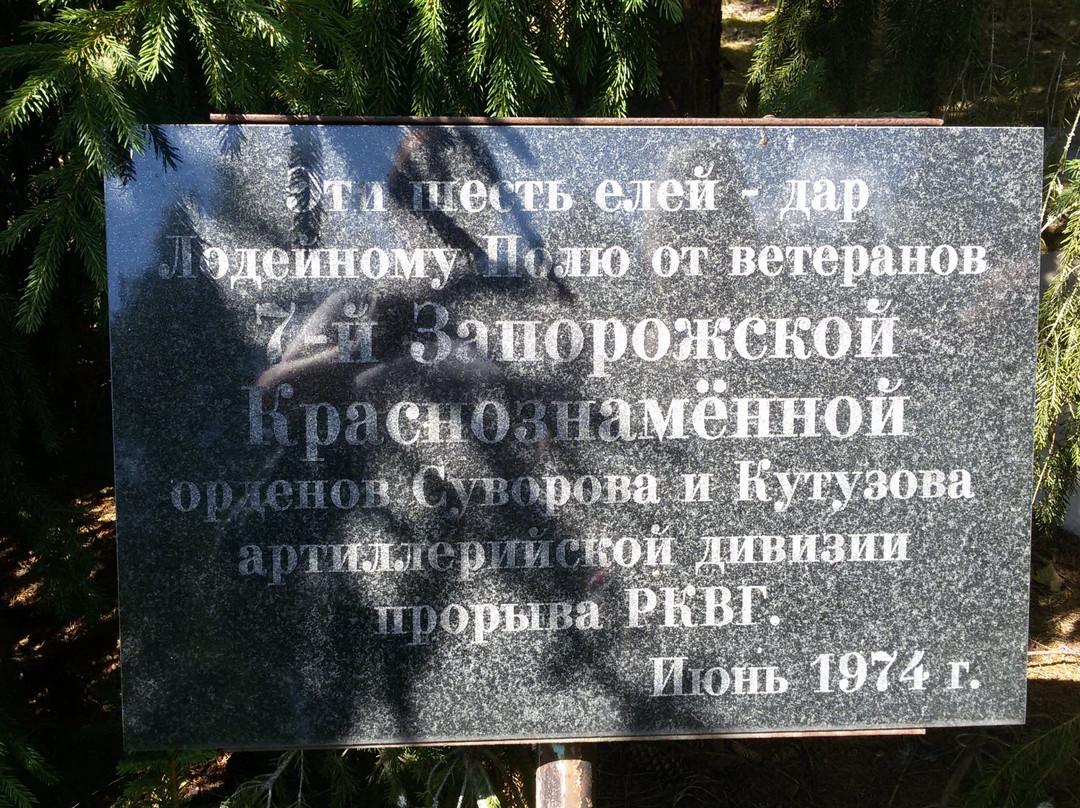 Эти шесть елей - дар
Лодейному Полю от ветеранов
7-й Запорожской
Краснознамённой
орденов Суворова и Кутузова
артиллерийской дивизии
прорыва РКВГ.
Июнь 1974 г.